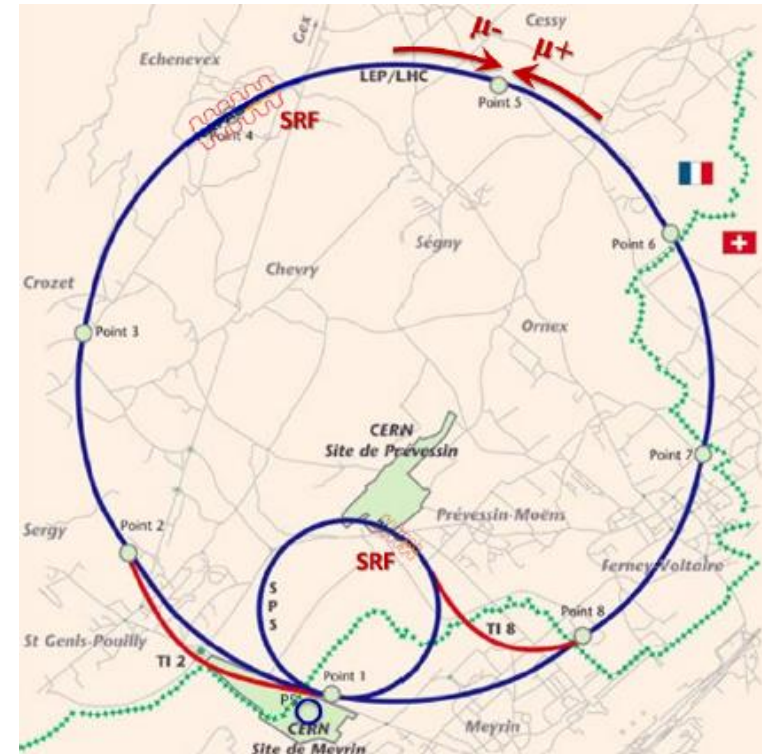 Cessy
Gex
μ-
μ+
Echenevex
LEP/LHC
Point 5
SRF
Point 4
Point 6
Ségny
Chevry
Crozet
Ornex
Point 3
CERN
Site de Prévessin
Point 7
Prévessin-Moëns
Point 2
Sergy
SRF
Ferney-Voltaire
SPS
Point 8
St Genis-Pouilly
TI 8
TI 2
Point 1
PS
CERN
Meyrin
Site de Meyrin